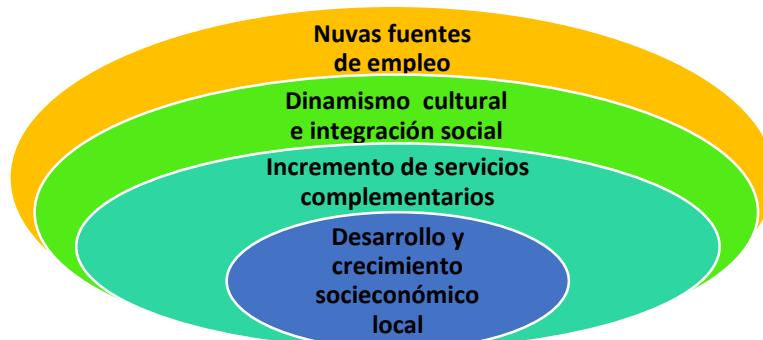 Nuvas fuentes
de empleo
Dinamismo cultural
e integración social
Incremento de servicios
complementarios
Desarrollo y
crecimiento
socieconómico
local